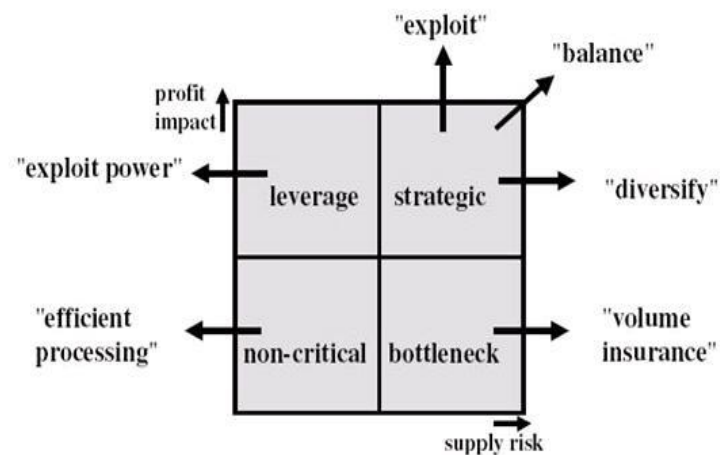 "exploit"
"balance"
profit
impact
"exploit power"
leverage
strategic
"diversify"
"efficient
processing"
non-critical
bottleneck
"volume
insurance"
supply risk